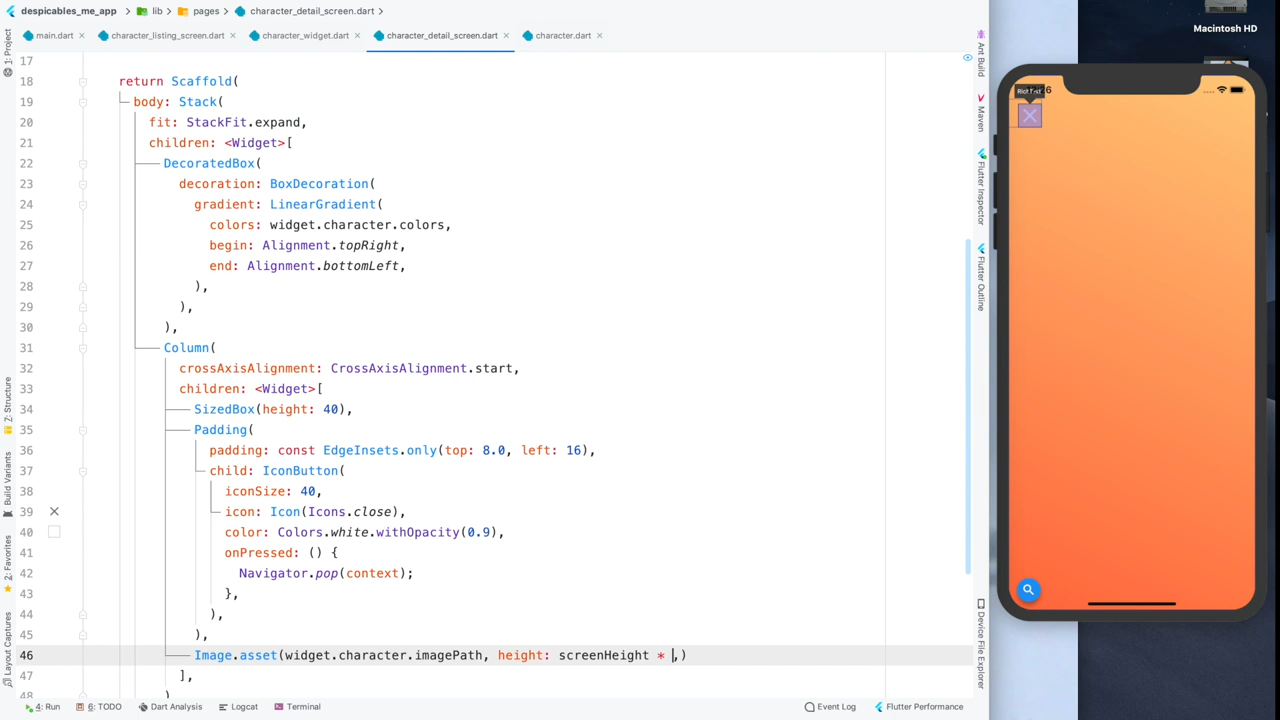 despicables_me_app lib pages character_detail_screen.dart
main.dart character_listing_screen.dart character_widget.dart character_detail_screen.dart character.dart
17
18 return Scaffold(
19 body: Stack(
20 fit: StackFit.expand,
21 children: <Widget>[
22 DecoratedBox(
23 decoration: BoxDecoration(
24 gradient: LinearGradient(
25 colors: widget.character.colors,
26 begin: Alignment.topRight,
27 end: Alignment.bottomLeft,
28 ),
29 ),
30 ),
31 Column(
32 crossAxisAlignment: CrossAxisAlignment.start,
33 children: <Widget>[
34 SizedBox(height: 40),
35 Padding(
36 padding: const EdgeInsets.only(top: 8.0, left: 16),
37 child: IconButton(
38 iconSize: 40,
39 icon: Icon(Icons.close),
40 color: Colors.white.withOpacity(0.9),
41 onPressed: () {
42 Navigator.pop(context);
43 },
44 ),
45 ),
46 Image.asset(widget.character.imagePath, height: screenHeight * ,)
47 ],
48 )
1: Project
7: Structure
Build Variants
2: Favorites
Layout Captures
Ant Build
Maven
Flutter Inspector
Flutter Outline
Device File Explorer
4: Run 6: TODO Dart Analysis Logcat Terminal Event Log Flutter Performance
Macintosh HD
RichText